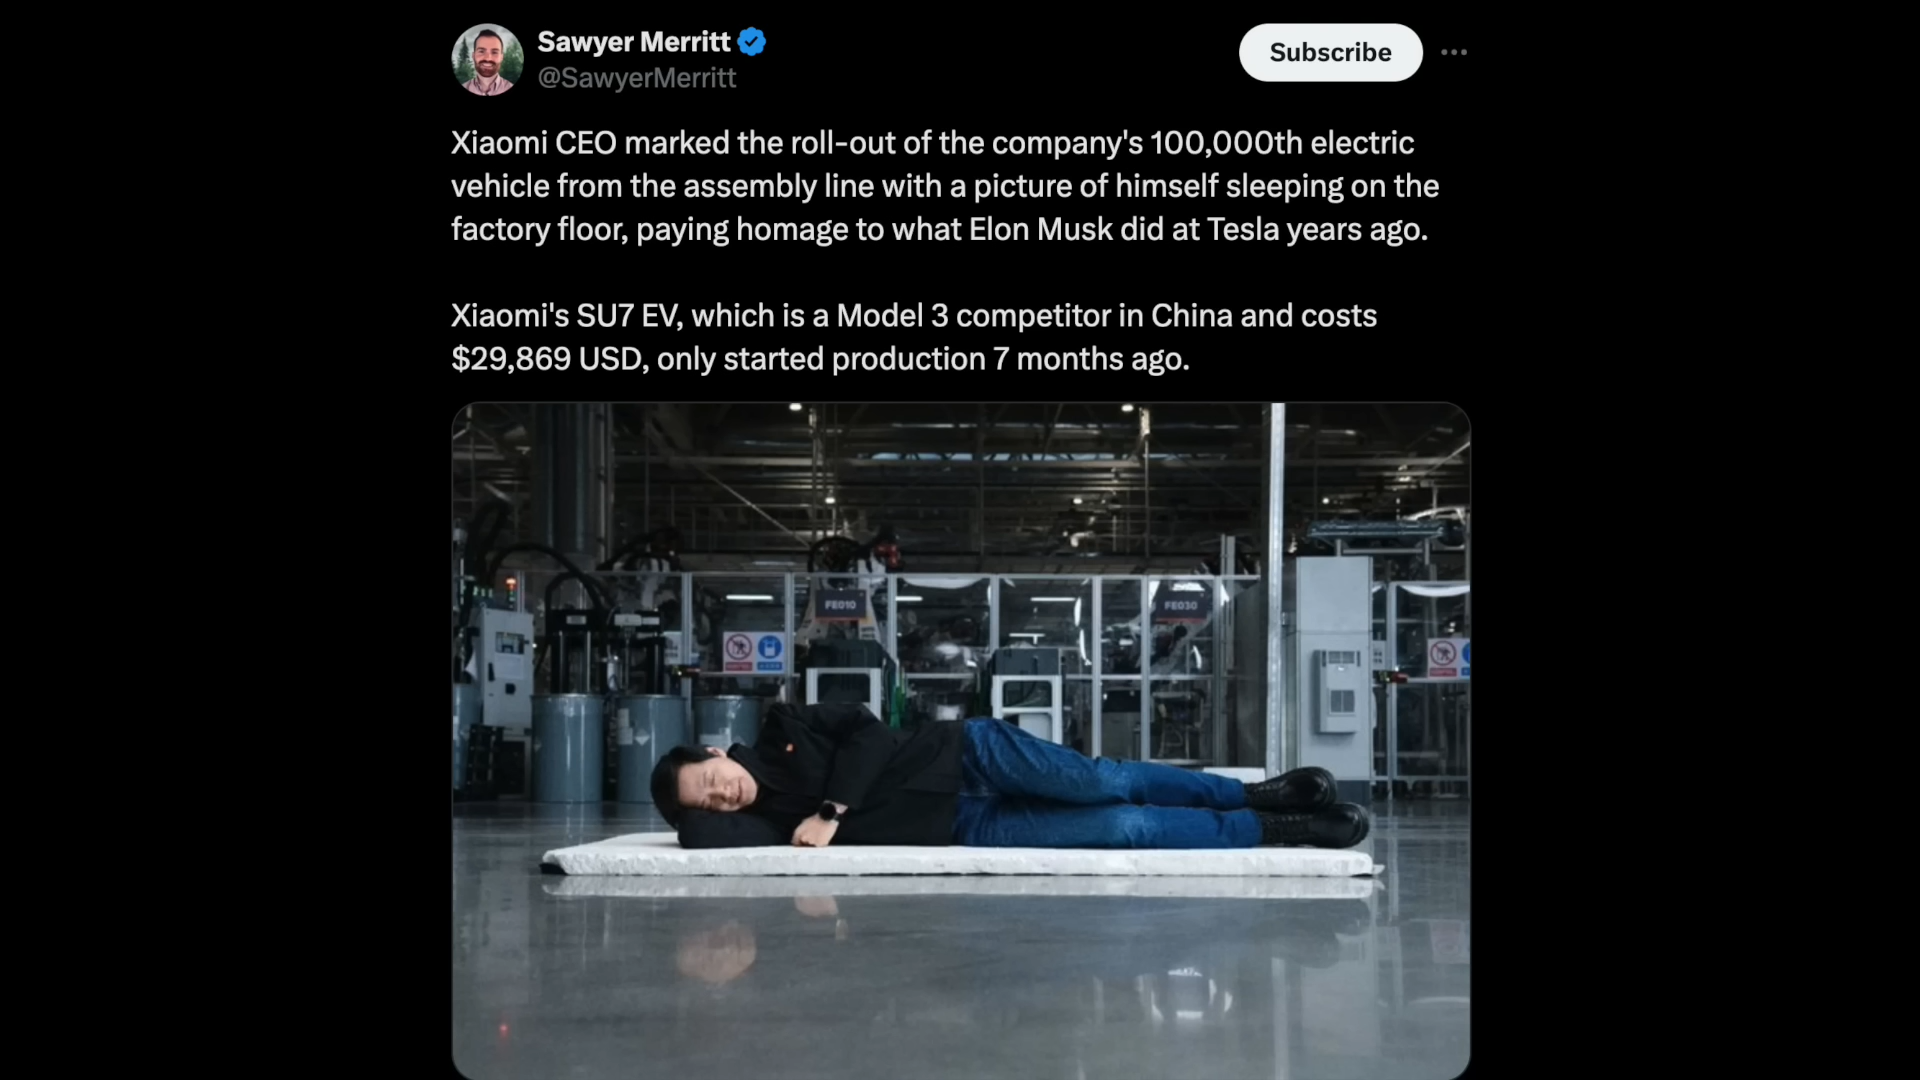 Sawyer Merritt
@SawyerMerritt
Subscribe
Xiaomi CEO marked the roll-out of the company's 100,000th electric
vehicle from the assembly line with a picture of himself sleeping on the
factory floor, paying homage to what Elon Musk did at Tesla years ago.
Xiaomi's SU7 EV, which is a Model 3 competitor in China and costs
$29,869 USD, only started production 7 months ago.
FE010
FE030